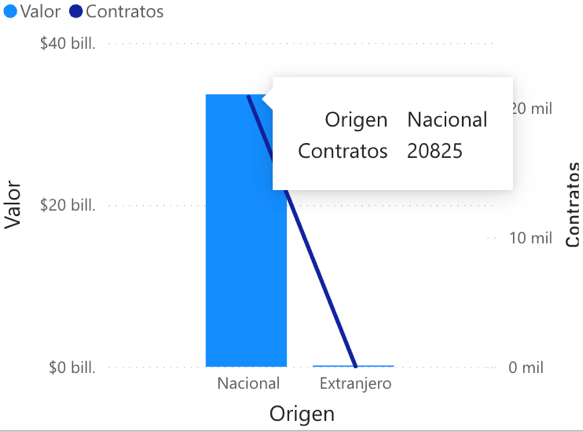 Valor Contratos
$40 bill.
$20 bill.
$0 bill.
Valor
Origen Nacional
Contratos 20825
20 mil
10 mil
0 mil
Contratos
Nacional Extranjero
Origen